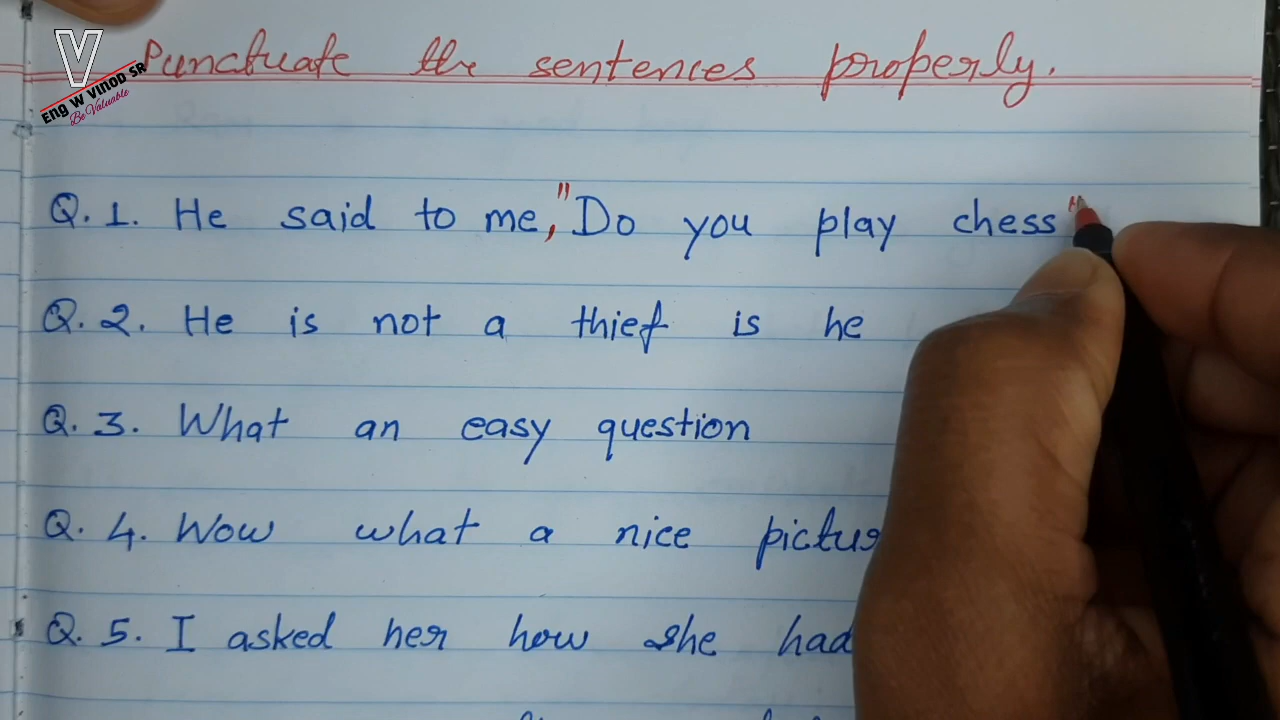 V
Eng W VINOD SR
Be Valuable
Punctuate the sentences properly.
Q. 1. He said to me, "Do you play chess"
Q. 2. He is not a thief is he
Q. 3. What an easy question
Q. 4. Wow what a nice
Q. 5. I asked her how she had